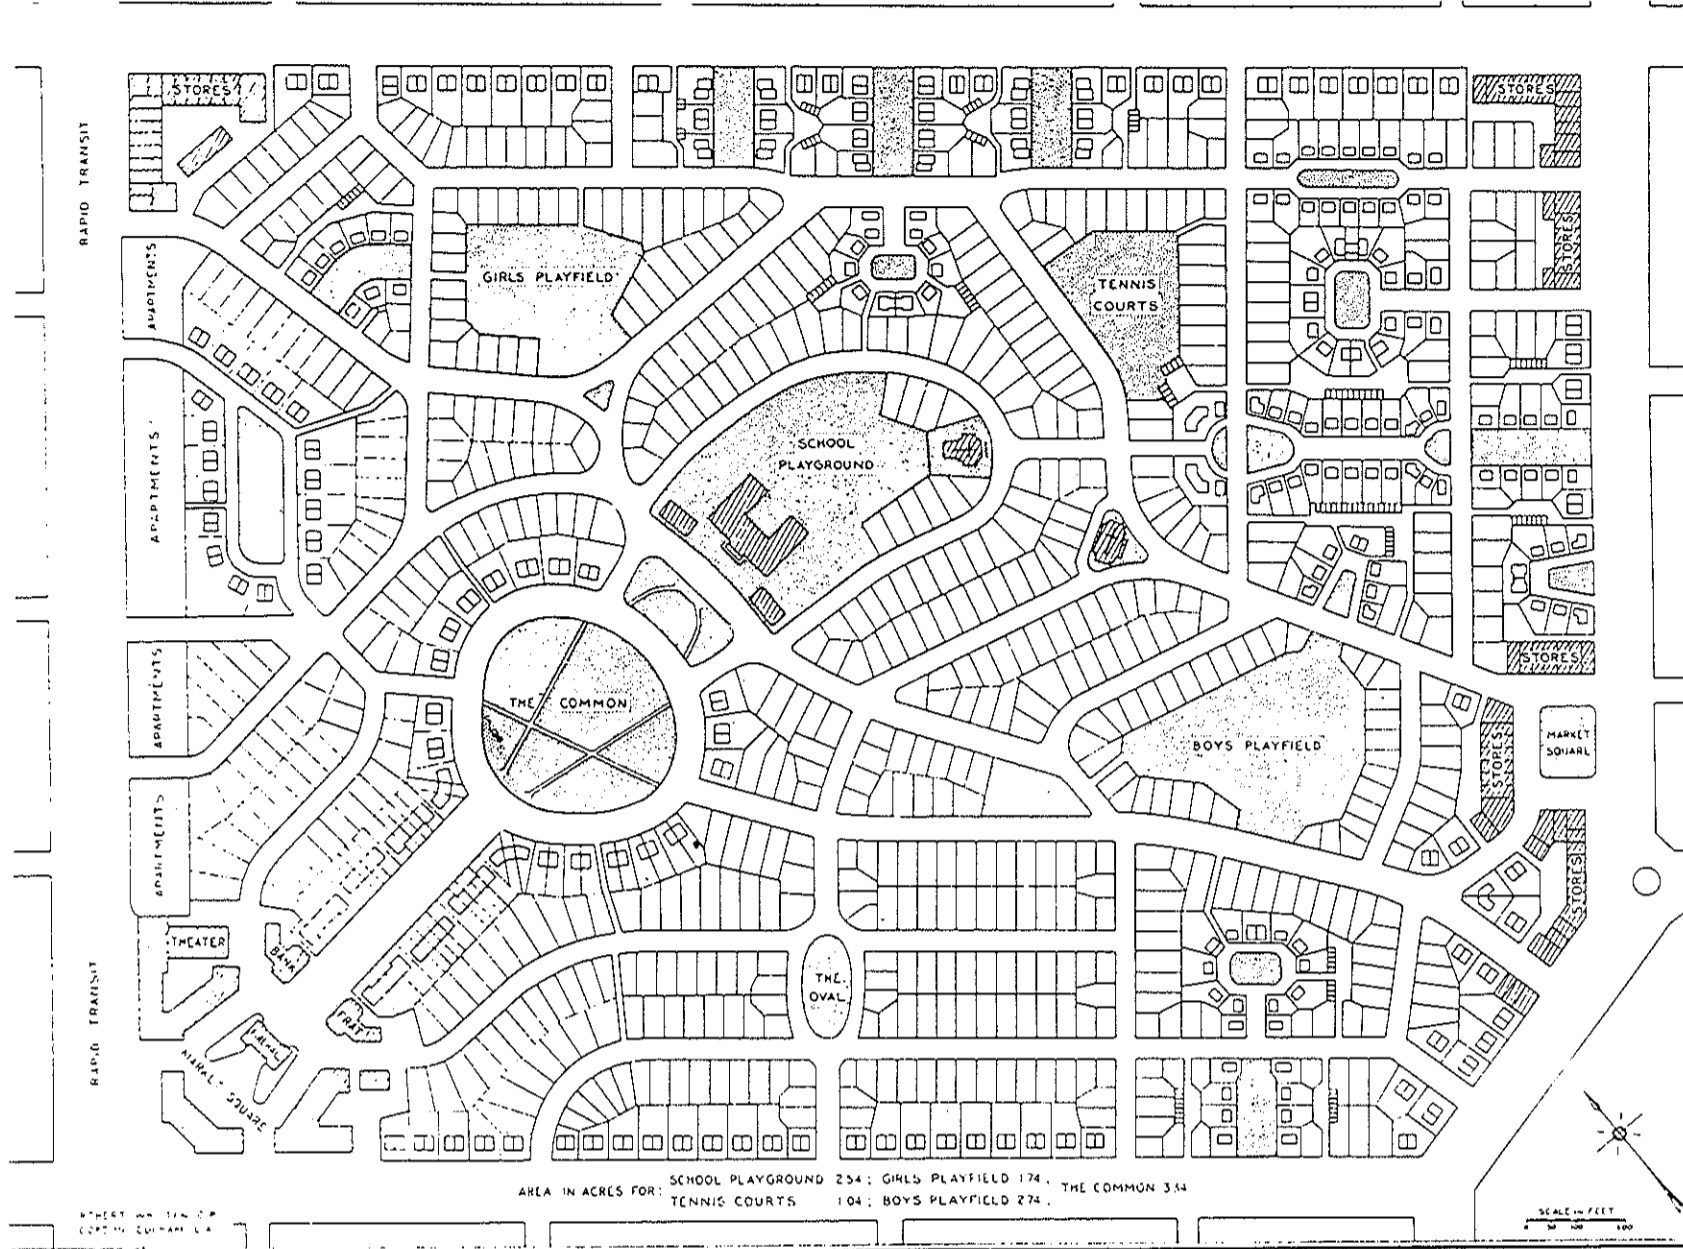 STORES
STORES
RAPID TRANSIT
STORES
APARTMENTS
GIRLS PLAYFIELD
TENNIS
COURTS
APARTMENTS
SCHOOL
PLAYGROUND
STORES
APARTMENTS
THE COMMON
BOYS PLAYFIELD
STORES
MARKET
SQUARE
APARTMENTS
STORES
THEATER
BANK
THE
OVAL
RAPID TRANSIT
SQUARE
AREA IN ACRES FOR: SCHOOL PLAYGROUND 2.54; GIRLS PLAYFIELD 1.74, THE COMMON 3.34
TENNIS COURTS 1.04; BOYS PLAYFIELD 2.74,
SCALE IN FEET